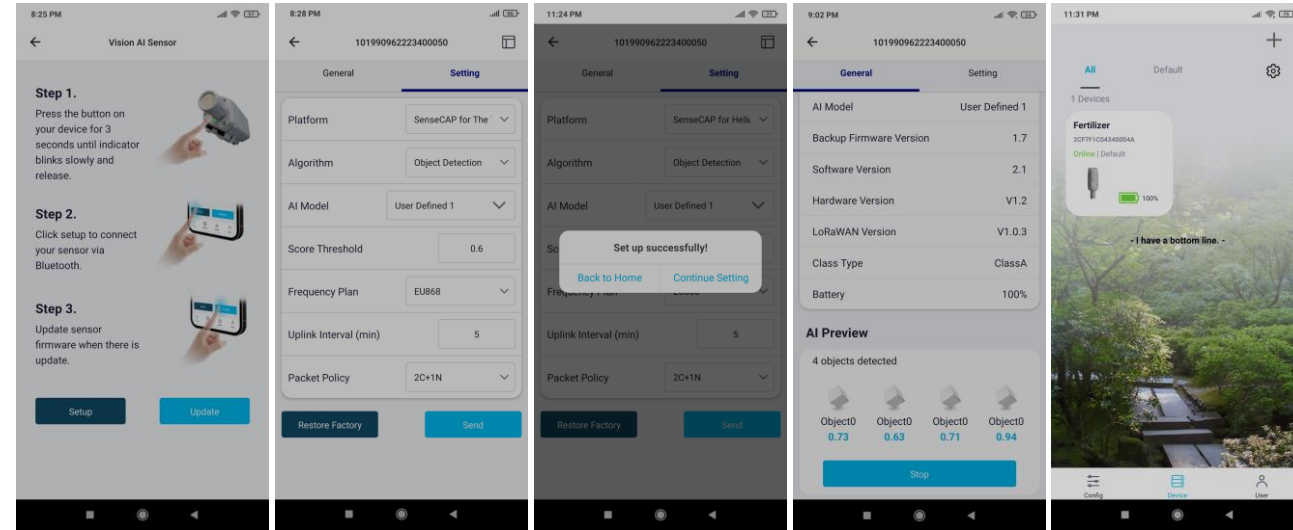 8:25 PM
Vision AI Sensor
Step 1.
Press the button on
your device for 3
seconds until indicator
blinks slowly and
release.
Step 2.
Click setup to connect
your sensor via
Bluetooth.
Step 3.
Update sensor
firmware when there is
update.
Setup Update
8:28 PM
101990962223400050
General Setting
Platform SenseCAP for The
Algorithm Object Detection
AI Model User Defined 1
Score Threshold 0.6
Frequency Plan EU868
Uplink Interval (min) 5
Packet Policy 2C+1N
Restore Factory Send
11:24 PM
101990962223400050
General Setting
Platform SenseCAP for Heliu
Algorithm Object Detection
AI Model User Defined 1
Sc
Set up successfully!
Back to Home Continue Setting
Frequency Plan EU868
Uplink Interval (min) 5
Packet Policy 2C+1N
Restore Factory Send
9:02 PM
101990962223400050
General Setting
AI Model User Defined 1
Backup Firmware Version 1.7
Software Version 2.1
Hardware Version V1.2
LoRaWAN Version V1.0.3
Class Type ClassA
Battery 100%
AI Preview
4 objects detected
Object0 Object0 Object0 Object0
0.73 0.63 0.71 0.94
Stop
11:31 PM
All Default
1 Devices
Fertilizer
2CF7F1C04340004A
Online | Default
100%
- I have a bottom line. -
Config Device User